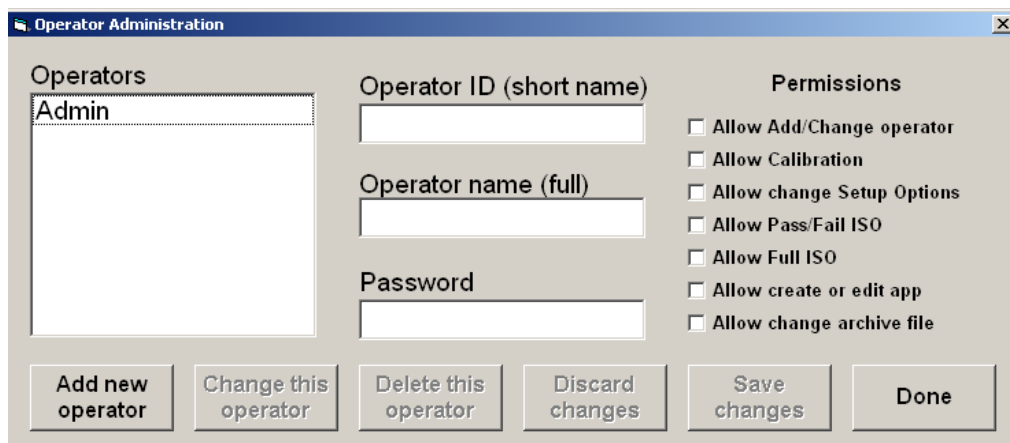 Operator Administration
Operators
Admin
Operator ID (short name)
Operator name (full)
Password
Permissions
Allow Add/Change operator
Allow Calibration
Allow change Setup Options
Allow Pass/Fail ISO
Allow Full ISO
Allow create or edit app
Allow change archive file
Add new
operator
Change this
operator
Delete this
operator
Discard
changes
Save
changes
Done